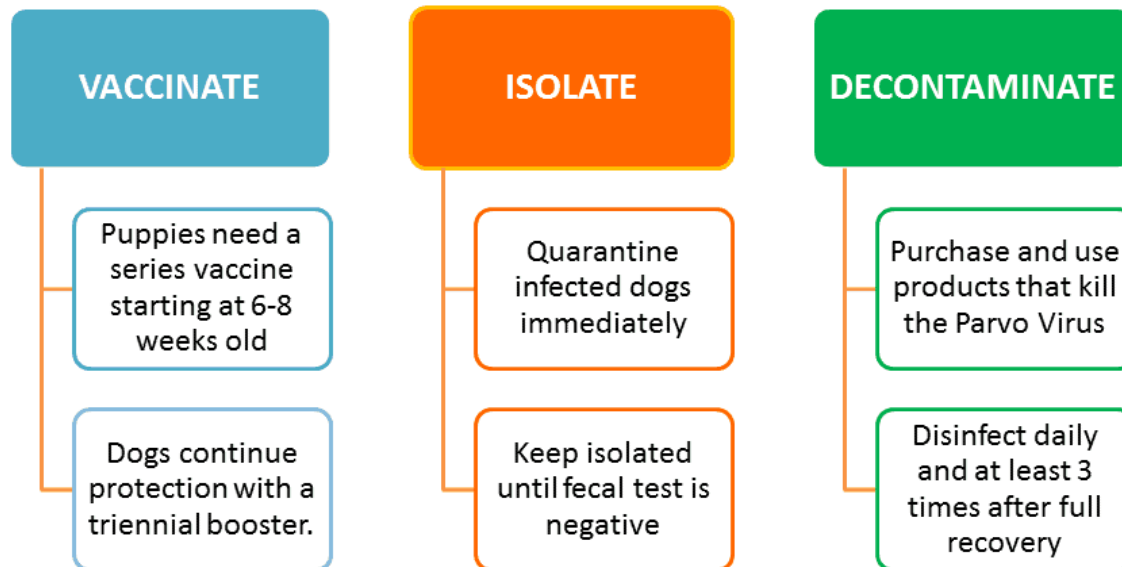 VACCINATE
Puppies need a
series vaccine
starting at 6-8
weeks old
Dogs continue
protection with a
triennial booster.
ISOLATE
Quarantine
infected dogs
immediately
Keep isolated
until fecal test is
negative
DECONTAMINATE
Purchase and use
products that kill
the Parvo Virus
Disinfect daily
and at least 3
times after full
recovery